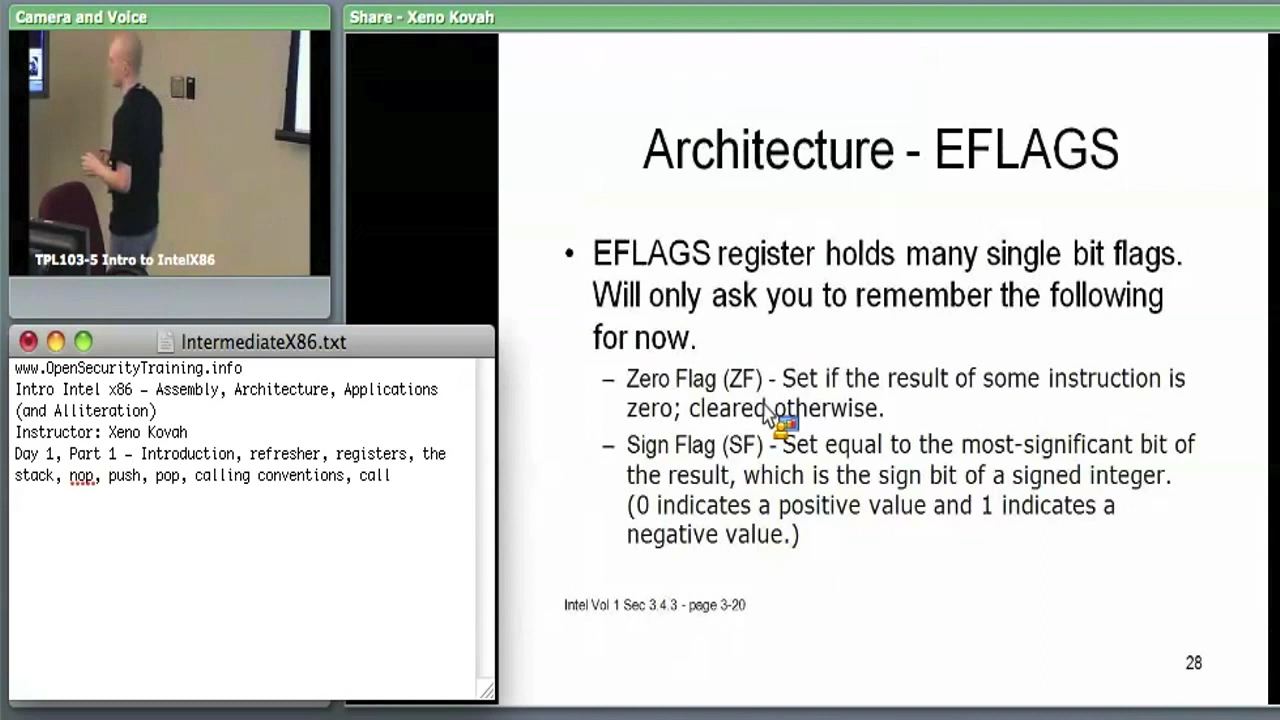 Camera and Voice
TPL103-5 Intro to IntelX86
IntermediateX86.txt
www.OpenSecurityTraining.info
Intro Intel x86 – Assembly, Architecture, Applications
(and Alliteration)
Instructor: Xeno Kovah
Day 1, Part 1 – Introduction, refresher, registers, the
stack, nop, push, pop, calling conventions, call
Share - Xeno Kovah
Architecture - EFLAGS
• EFLAGS register holds many single bit flags.
Will only ask you to remember the following
for now.
– Zero Flag (ZF) - Set if the result of some instruction is
zero; cleared otherwise.
– Sign Flag (SF) - Set equal to the most-significant bit of
the result, which is the sign bit of a signed integer.
(0 indicates a positive value and 1 indicates a
negative value.)
Intel Vol 1 Sec 3.4.3 - page 3-20
28